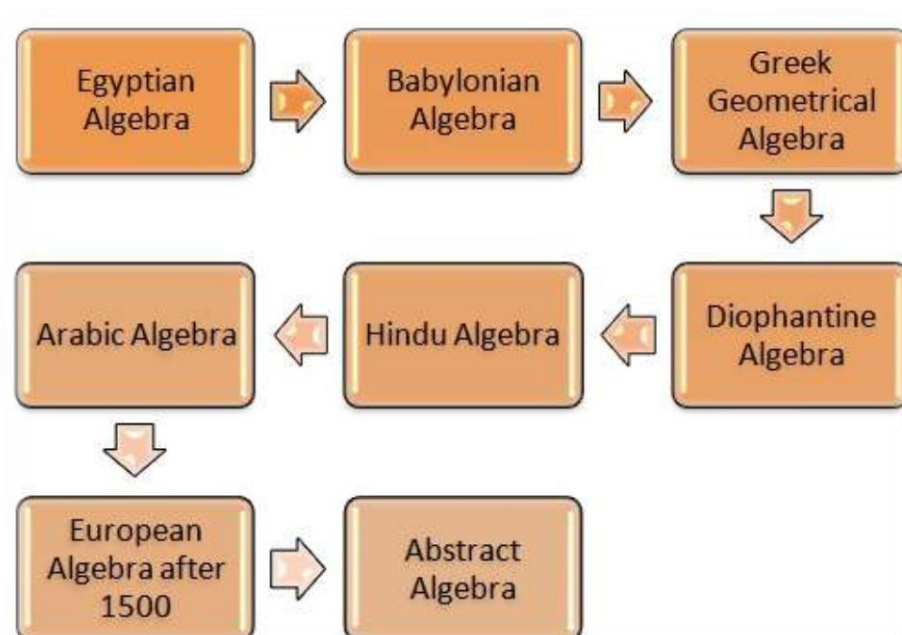 Egyptian
Algebra
Babylonian
Algebra
Greek
Geometrical
Algebra
Diophantine
Algebra
Hindu Algebra
Arabic Algebra
European
Algebra after
1500
Abstract
Algebra